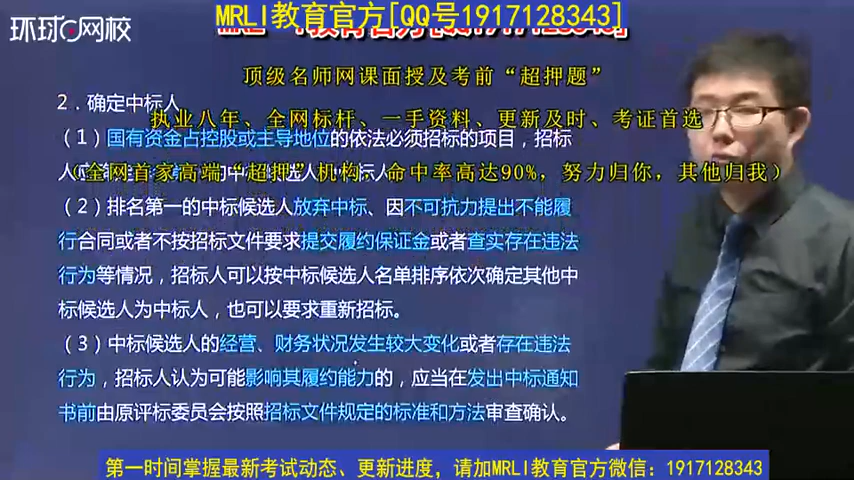 MRLI教育官方[QQ号1917128343]
环球网校
顶级名师网课面授及考前“超押题”
2．确定中标人
执业八年、全网标杆、一手资料、更新及时、考证首选
（1）国有资金占控股或主导地位的依法必须招标的项目，招标
（全网首家高端“超押”机构，命中率高达90%，努力归你，其他归我）
（2）排名第一的中标候选人放弃中标、因不可抗力提出不能履
行合同或者不按招标文件要求提交履约保证金或者查实存在违法
行为等情况，招标人可以按中标候选人名单排序依次确定其他中
标候选人为中标人，也可以要求重新招标。
（3）中标候选人的经营、财务状况发生较大变化或者存在违法
行为，招标人认为可能影响其履约能力的，应当在发出中标通知
书前由原评标委员会按照招标文件规定的标准和方法审查确认。
第一时间掌握最新考试动态、更新进度，请加MRLI教育官方微信：1917128343